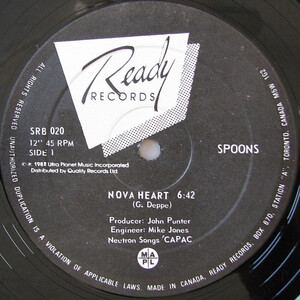 Ready
RECORDS
SRB 020
12" 45 RPM
SIDE 1
SPOONS
Ultra Planet Music Incorporated
Distributed by Quality Records Ltd.
NOVA HEART 6:42
(G. Deppe)
Producer: John Punter
Engineer: Mike Jones
Neutron Songs CAPAC
M A P L
ALL RIGHTS RESERVED. UNAUTHORIZED DUPLICATION IS A VIOLATION OF APPLICABLE LAWS. MADE IN CANADA, READY RECORDS, BOX 670, STATION "A", TORONTO, CANADA M5W 1G2